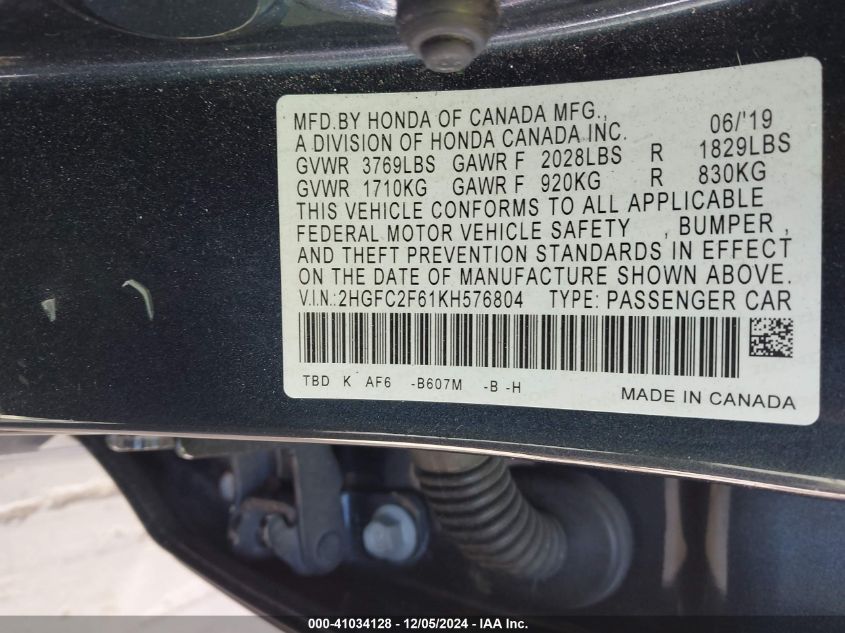 MFD.BY HONDA OF CANADA MFG., 06/'19
A DIVISION OF HONDA CANADA INC.
GVWR 3769LBS GAWR F 2028LBS R 1829LBS
GVWR 1710KG GAWR F 920KG R 830KG
THIS VEHICLE CONFORMS TO ALL APPLICABLE
FEDERAL MOTOR VEHICLE SAFETY , BUMPER ,
AND THEFT PREVENTION STANDARDS IN EFFECT
ON THE DATE OF MANUFACTURE SHOWN ABOVE.
V.I.N.:2HGFC2F61KH576804 TYPE: PASSENGER CAR
TBD K AF6 -B607M -B -H
MADE IN CANADA
000-41034128 - 12/05/2024 - IAA Inc.